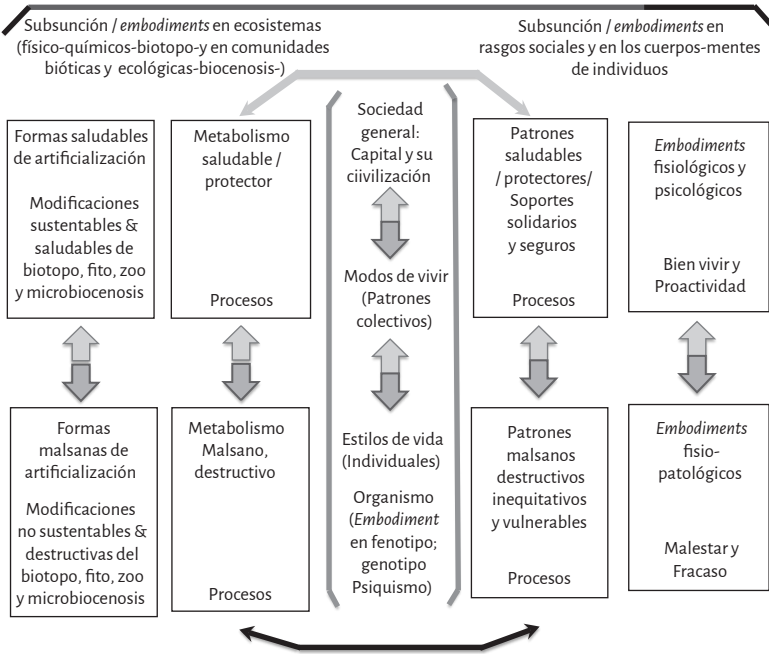 Subsunción / embodiments en ecosistemas
(físico-químicos-biotopo-y en comunidades
bióticas y ecológicas-biocenosis-)
Subsunción / embodiments en
rasgos sociales y en los cuerpos-mentes
de individuos
Formas saludables
de artificialización
Modificaciones
sustentables &
saludables de
biotopo, fito, zoo
y microbiocenosis
Metabolismo
saludable /
protector
Procesos
Sociedad
general:
Capital y su
ciivilización
Modos de vivir
(Patrones
colectivos)
Estilos de vida
(Individuales)
Organismo
(Embodiment
en fenotipo;
genotipo
Psiquismo)
Patrones
saludables
/ protectores/
Soportes
solidarios
y seguros
Procesos
Embodiments
fisiológicos y
psicológicos
Bien vivir y
Proactividad
Formas
malsanas de
artificialización
Modificaciones
no sustentables &
destructivas del
biotopo, fito, zoo
y microbiocenosis
Metabolismo
Malsano,
destructivo
Procesos
Patrones
malsanos
destructivos
inequitativos
y vulnerables
Procesos
Embodiments
fisio-
patológicos
Malestar y
Fracaso